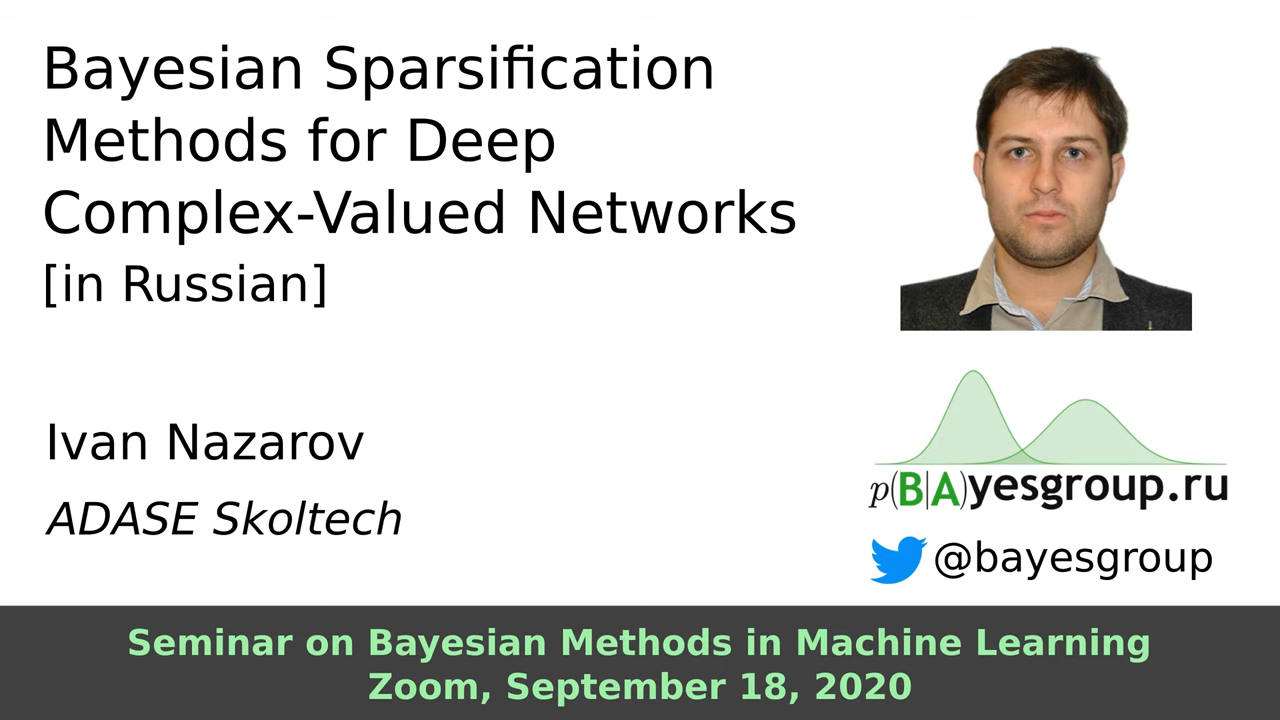 Bayesian Sparsification
Methods for Deep
Complex-Valued Networks
[in Russian]
Ivan Nazarov
ADASE Skoltech
p(B|A)yesgroup.ru
@bayesgroup
Seminar on Bayesian Methods in Machine Learning
Zoom, September 18, 2020